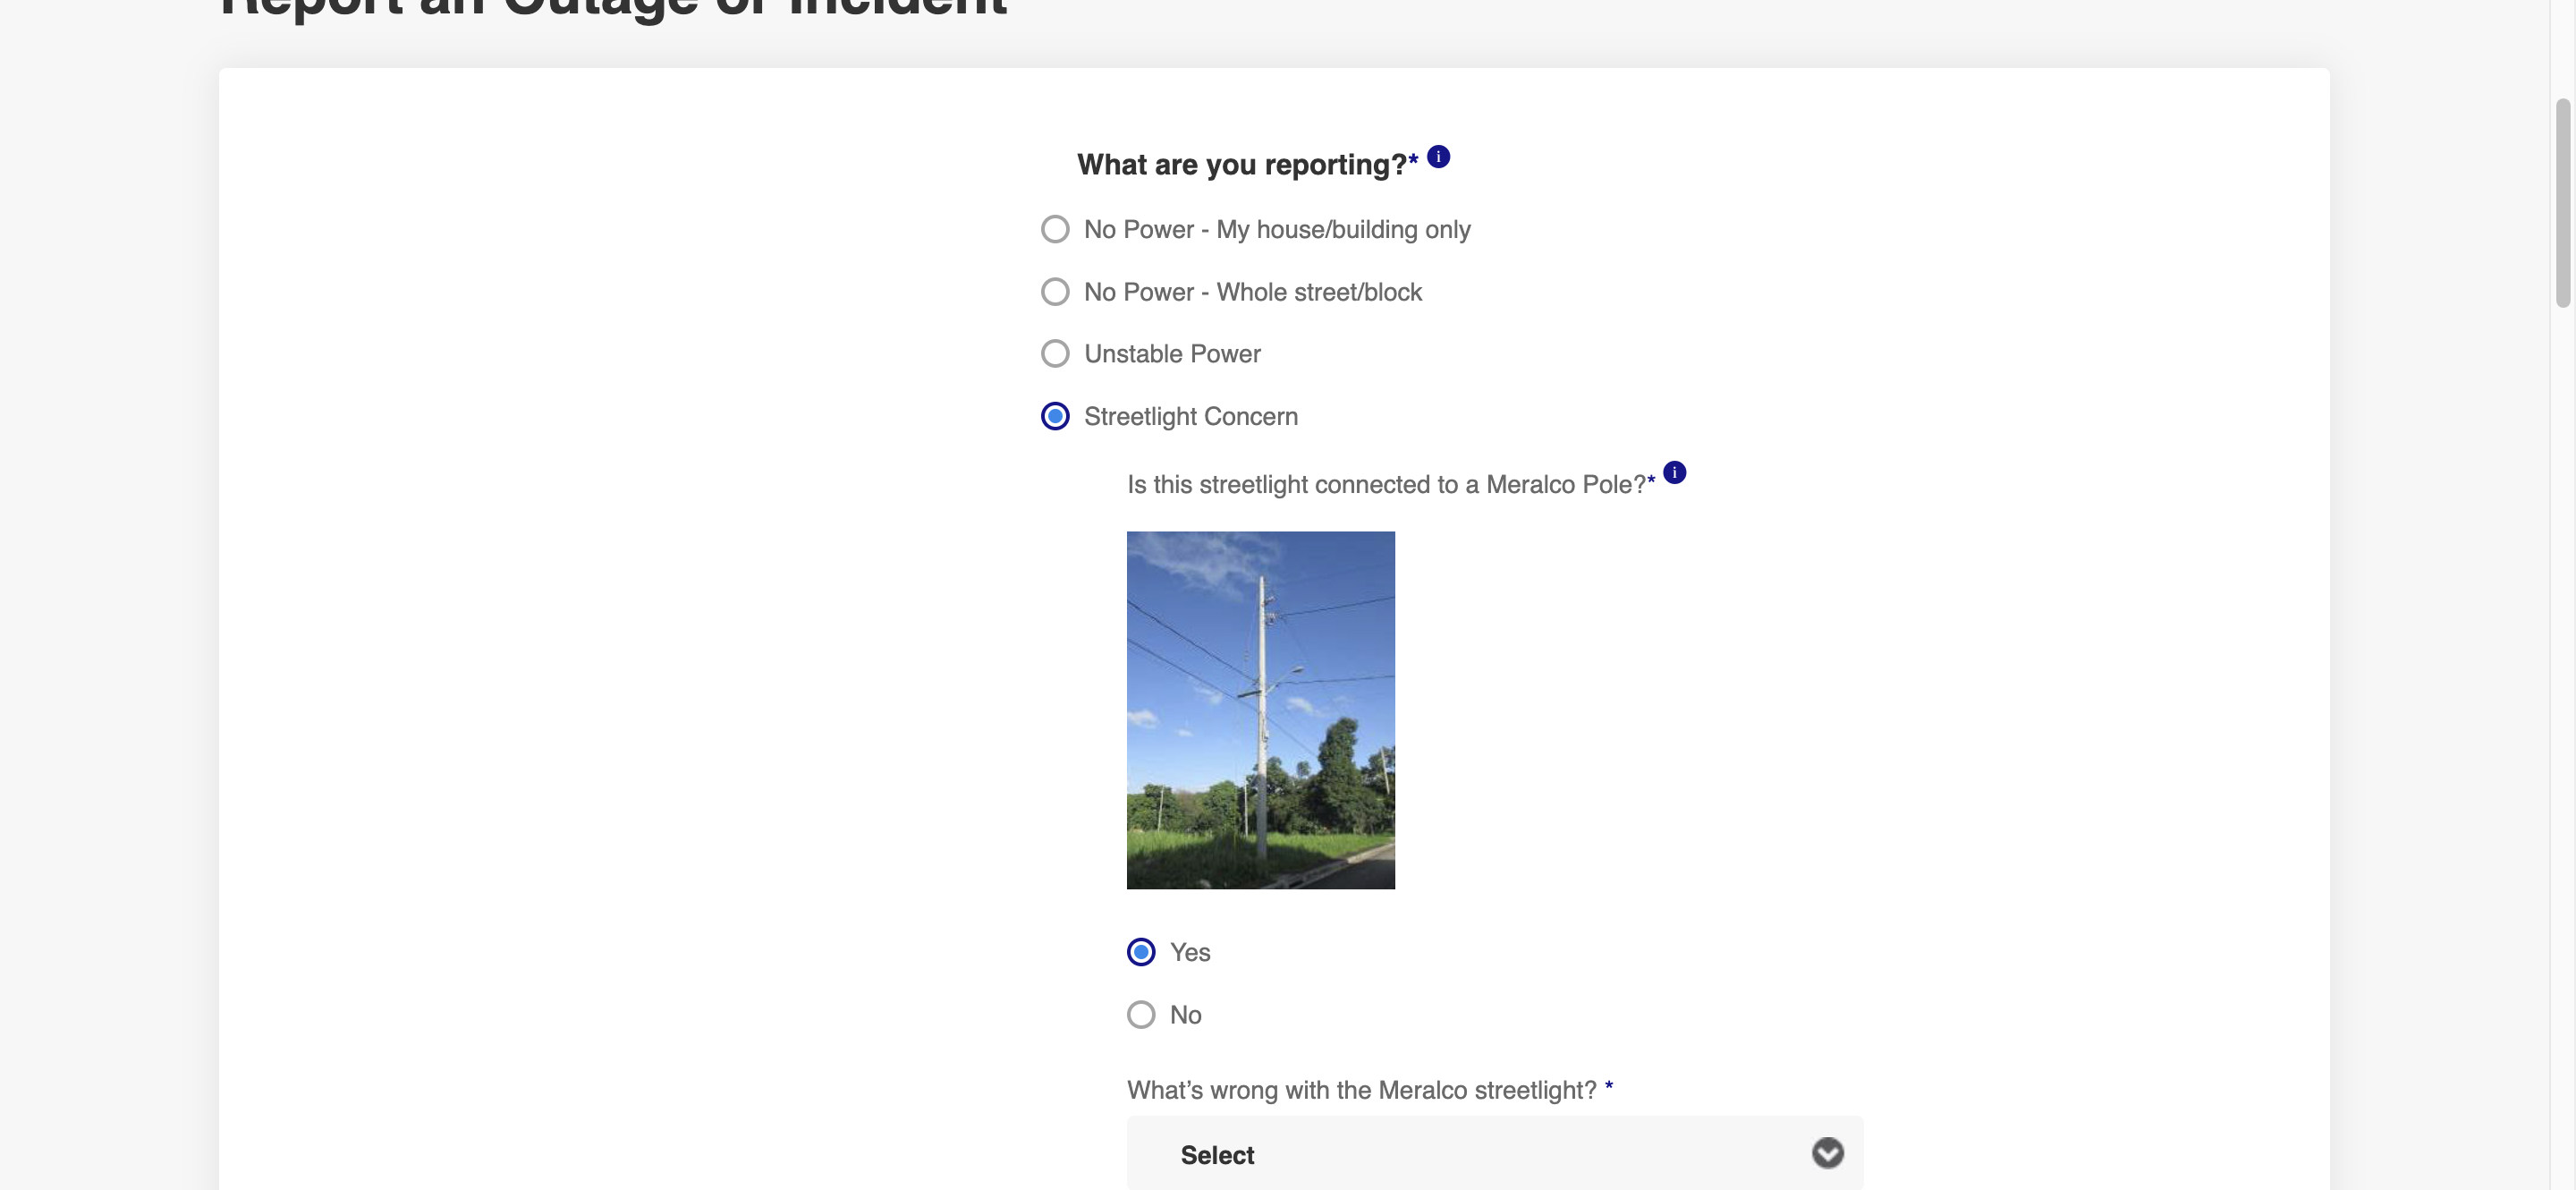 Report an Outage or Incident
What are you reporting?* i
No Power - My house/building only
No Power - Whole street/block
Unstable Power
Streetlight Concern
Is this streetlight connected to a Meralco Pole?* i
Yes
No
What’s wrong with the Meralco streetlight? *
Select